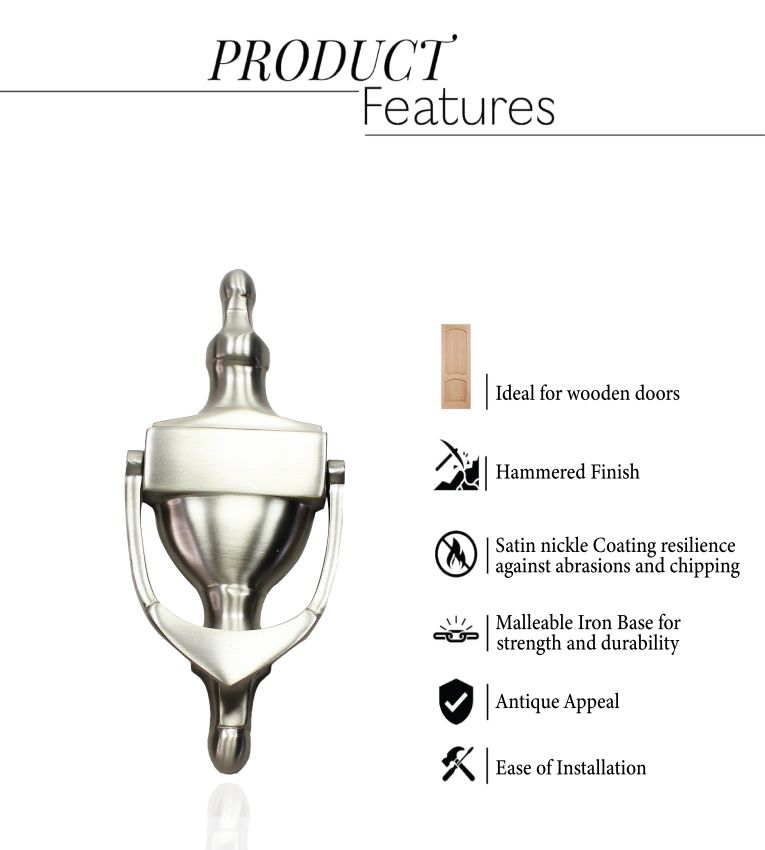 PRODUCT
Features
Ideal for wooden doors
Hammered Finish
Satin nickle Coating resilience
against abrasions and chipping
Malleable Iron Base for
strength and durability
Antique Appeal
Ease of Installation